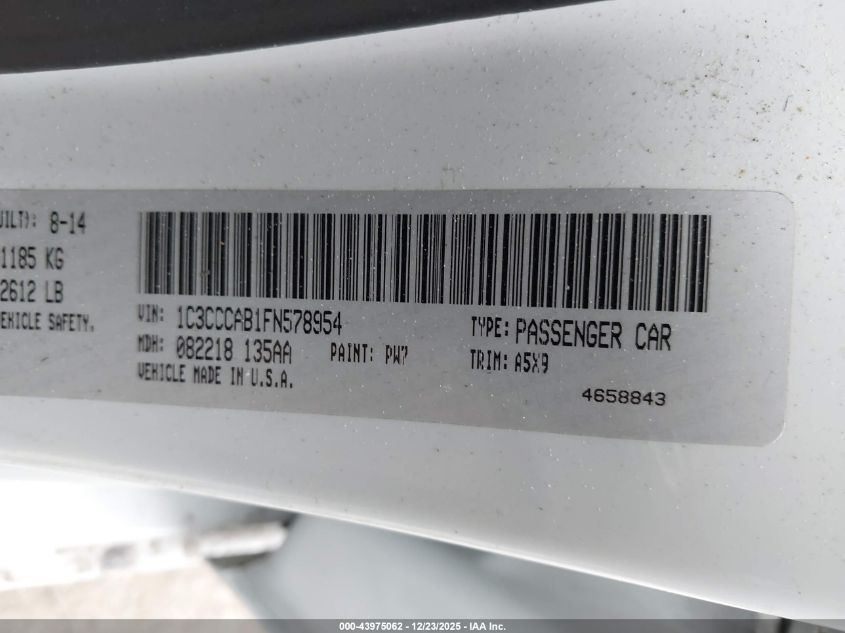 UILT): 8-14
1185 KG
2612 LB
EHICLE SAFETY.
VIN: 1C3CCCAB1FN578954
TYPE: PASSENGER CAR
MDH: 082218 135AA
PAINT: PW7
TRIM: A5X9
VEHICLE MADE IN U.S.A.
4658843
000-43975062 - 12/23/2025 - IAA Inc.